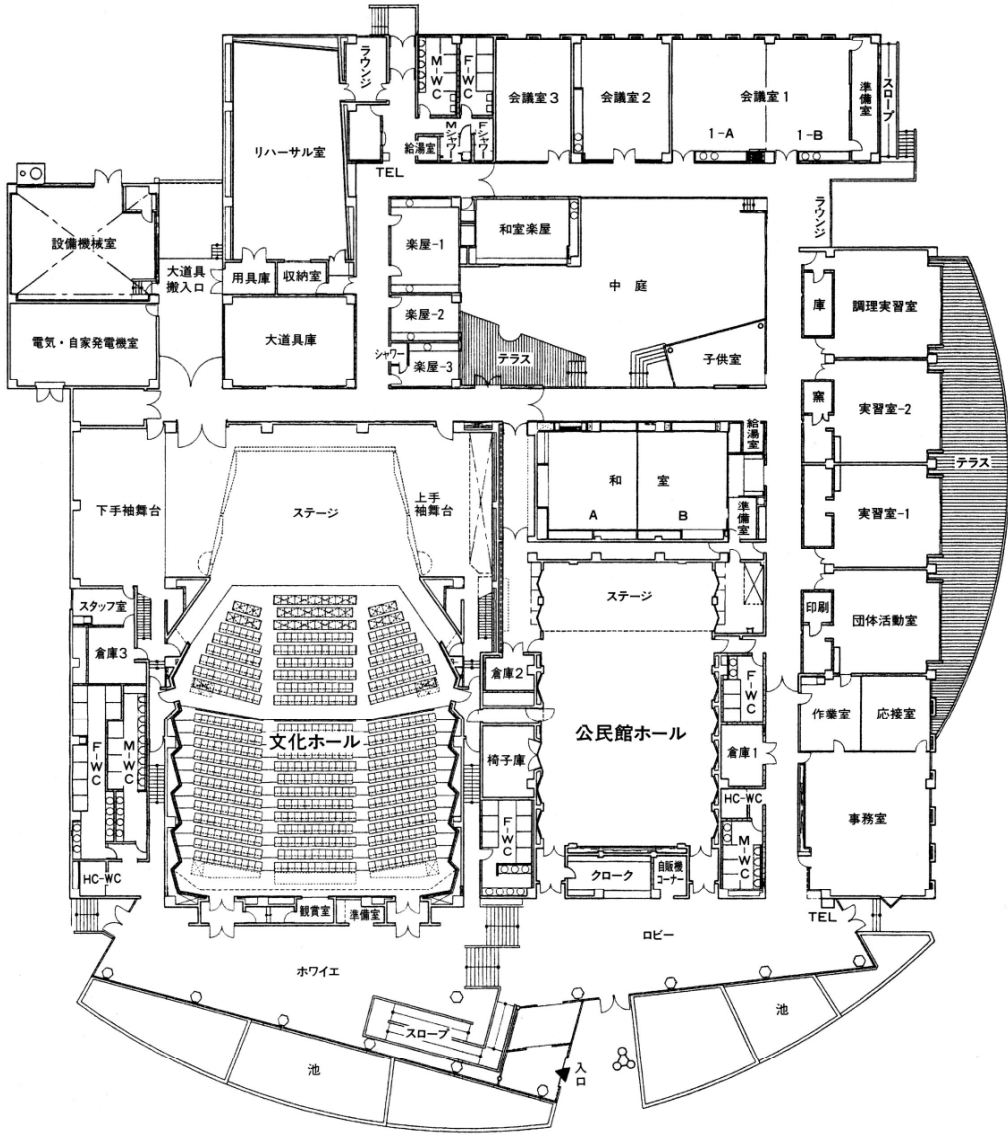 ラウンジ
M-WC
F-WC
会議室 3
会議室 2
会議室 1
準備室
スロープ
リハーサル室
給湯室
Mシャワー
Fシャワー
1-A
1-B
TEL
ラウンジ
設備機械室
大道具
搬入口
用具庫
収納室
楽屋-1
和室楽屋
中庭
庫
調理実習室
電気・自家発電機室
大道具庫
楽屋-2
シャワー
楽屋-3
テラス
子供室
窯
実習室-2
テラス
下手袖舞台
ステージ
上手
袖舞台
和室
A
B
給湯室
準備室
実習室-1
スタッフ室
倉庫3
ステージ
印刷
団体活動室
倉庫2
F-WC
作業室
応接室
F-WC
M-WC
文化ホール
椅子庫
公民館ホール
倉庫1
HC-WC
事務室
HC-WC
F-WC
M-WC
クローク
自販機
コーナー
観賞室
準備室
TEL
ホワイエ
ロビー
スロープ
池
池
入口